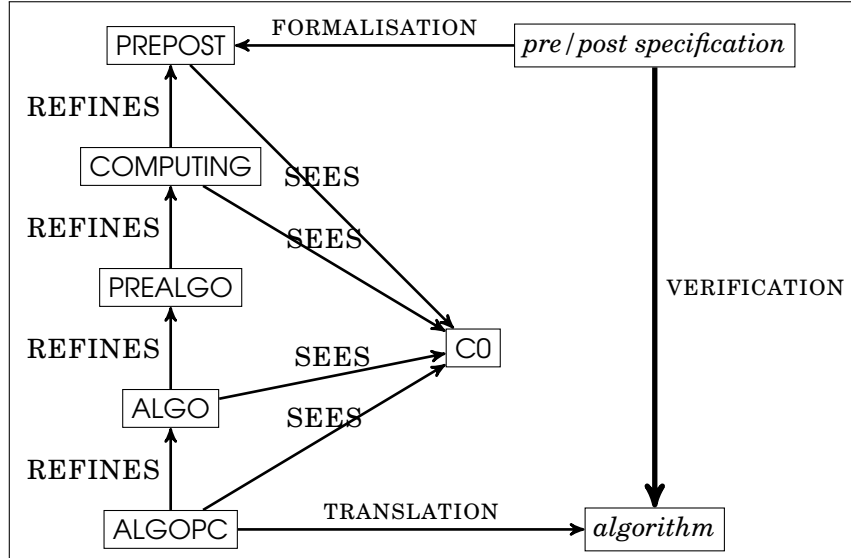 FORMALISATION
PREPOST
pre/post specification
REFINES
COMPUTING
SEES
REFINES
SEES
PREALGO
VERIFICATION
REFINES
SEES
C0
ALGO
SEES
REFINES
TRANSLATION
ALGOPC
algorithm